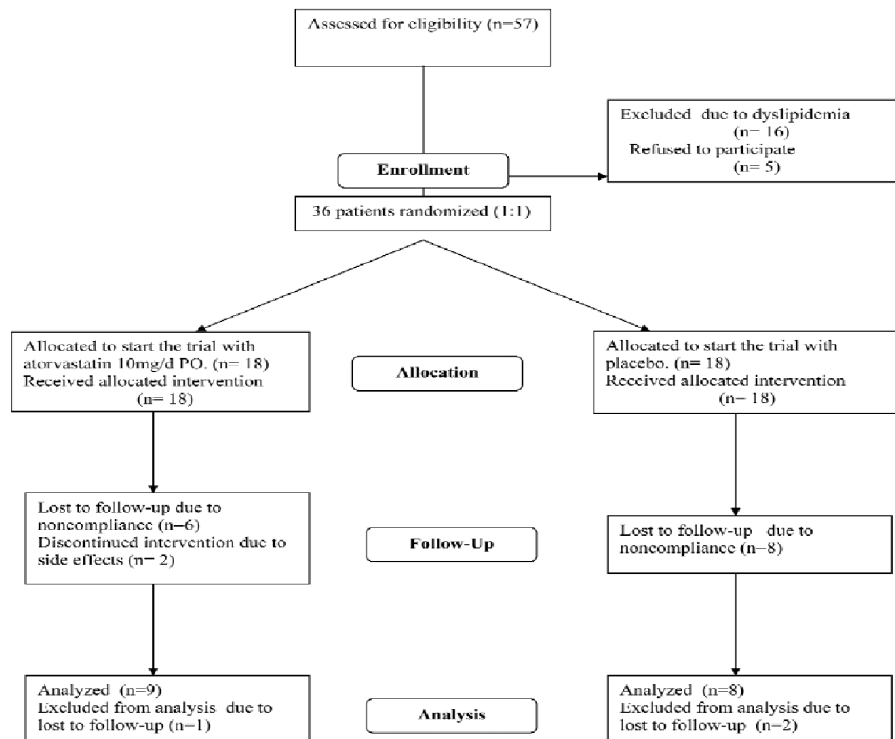 Assessed for eligibility (n=57)
Excluded due to dyslipidemia
(n= 16)
Refused to participate
(n= 5)
Enrollment
36 patients randomized (1:1)
Allocated to start the trial with
atorvastatin 10mg/d PO. (n= 18)
Received allocated intervention
(n= 18)
Allocation
Allocated to start the trial with
placebo. (n= 18)
Received allocated intervention
(n= 18)
Lost to follow-up due to
noncompliance (n=6)
Discontinued intervention due to
side effects (n= 2)
Follow-Up
Lost to follow-up due to
noncompliance (n=8)
Analyzed (n=9)
Excluded from analysis due to
lost to follow-up (n=1)
Analysis
Analyzed (n=8)
Excluded from analysis due to
lost to follow-up (n=2)